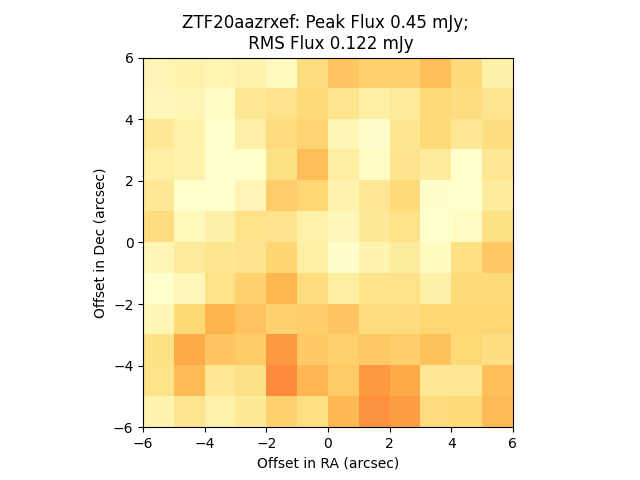 ZTF20aazrxef: Peak Flux 0.45 mJy;
RMS Flux 0.122 mJy
6
4
2
0
−2
−4
−6
Offset in Dec (arcsec)
−6 −4 −2 0 2 4 6
Offset in RA (arcsec)